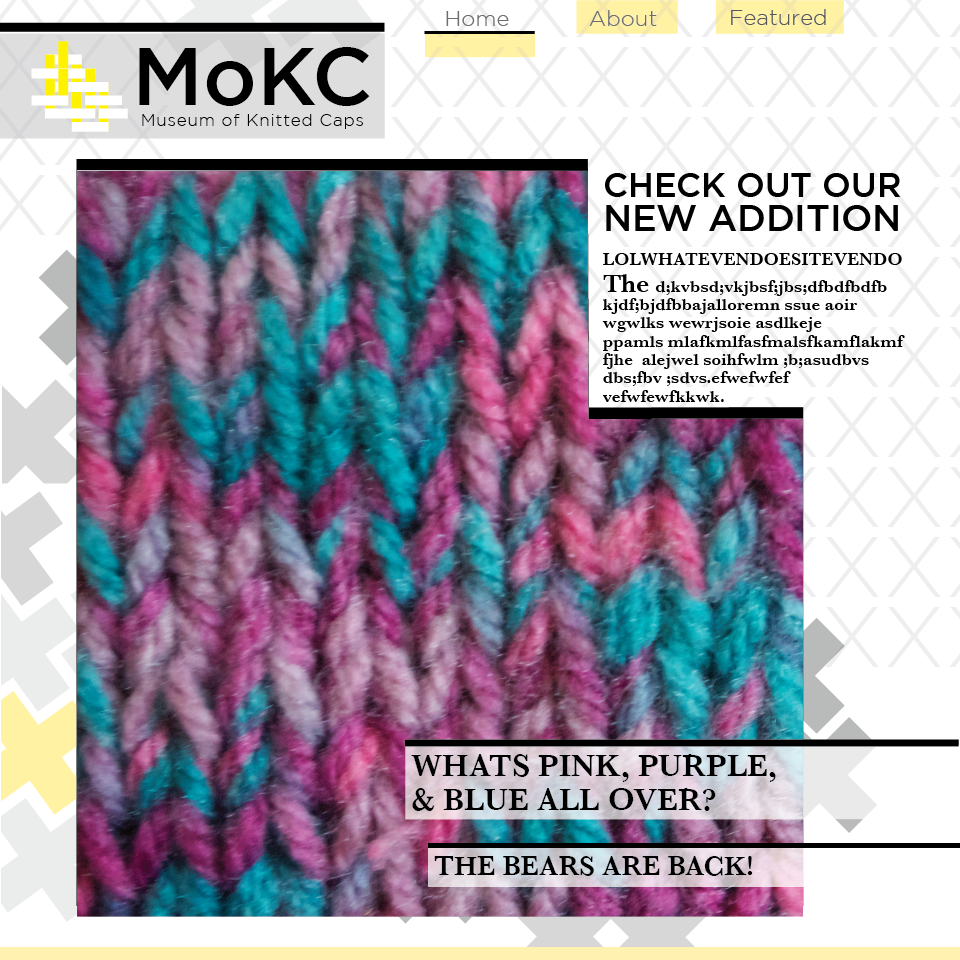 Home
About
Featured
MoKC
Museum of Knitted Caps
CHECK OUT OUR
NEW ADDITION
LOLWHATEVENDOESITEVENDO
The d;kvbsd;vkjbsf;jbs;dfbdfbdfb
kjdf;bjdfbbajalloremn ssue aoir
wgwlks wewrjsoie asdlkeje
ppamls mlafkmlfasfmalsfkamflakmf
fjhe alejwel soihfwlm ;b;asudbvs
dbs;fbv ;sdvs.efwefwfef
vefwfewfkkwk.
WHATS PINK, PURPLE,
& BLUE ALL OVER?
THE BEARS ARE BACK!